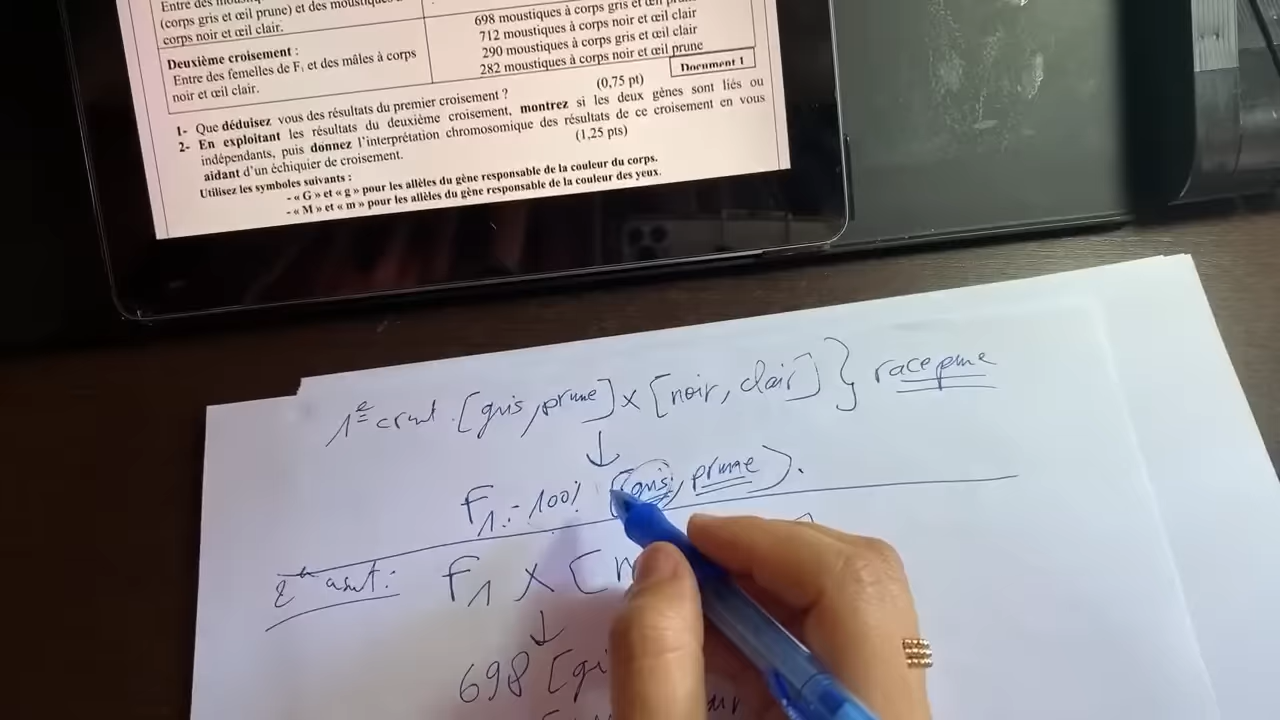 (corps gris et œil prune) et des moustiques
corps noir et œil clair.
698 moustiques à corps gris et œil
712 moustiques à corps noir et œil clair
290 moustiques à corps gris et œil clair
282 moustiques à corps noir et œil prune
Deuxième croisement :
Entre des femelles de F1 et des mâles à corps
noir et œil clair.
Document 1
1- Que déduisez vous des résultats du premier croisement ? (0,75 pt)
2- En exploitant les résultats du deuxième croisement, montrez si les deux gènes sont liés ou
indépendants, puis donnez l'interprétation chromosomique des résultats de ce croisement en vous
aidant d'un échiquier de croisement. (1,25 pts)
Utilisez les symboles suivants :
- « G » et « g » pour les allèles du gène responsable de la couleur du corps.
- « M » et « m » pour les allèles du gène responsable de la couleur des yeux.
[gris, prune] x [noir, clair] } race pure
F1 :- 100% [gris, prune].
F1 x [
698 [